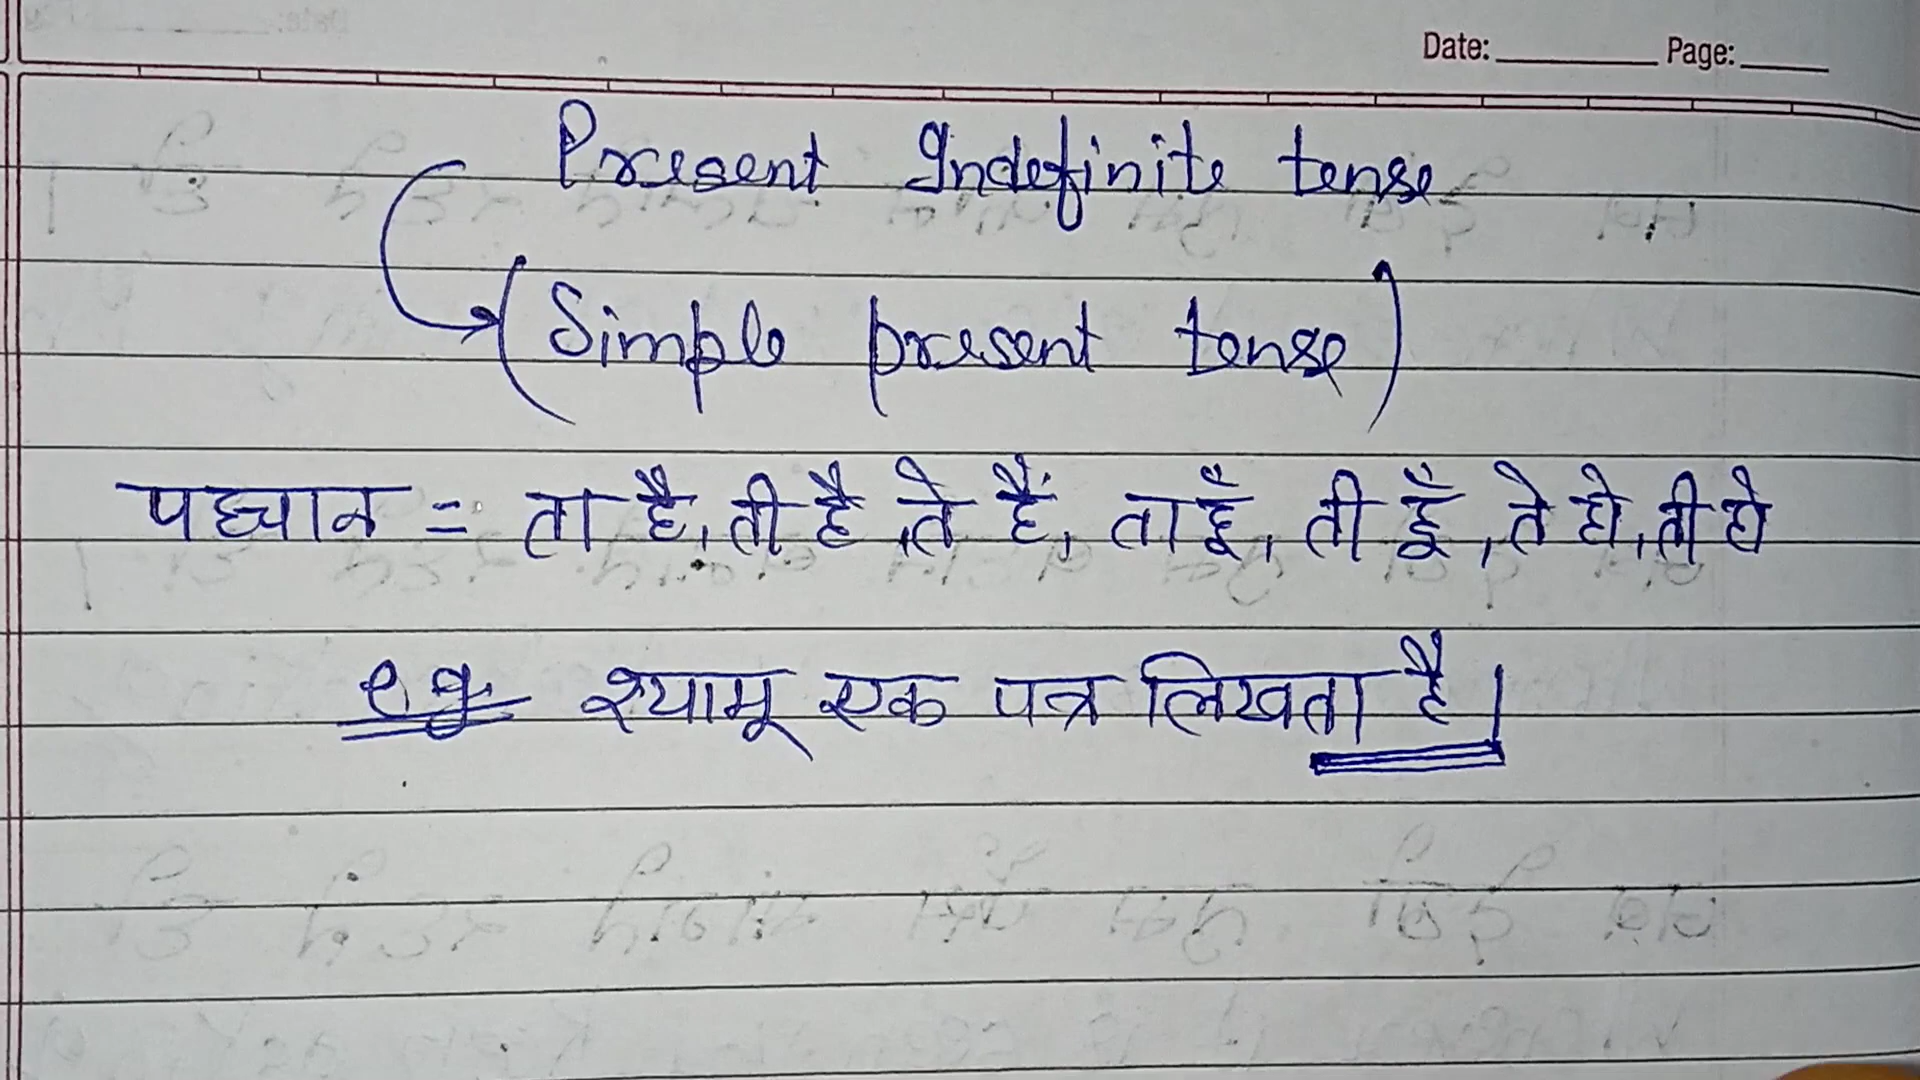 Date: Page:
Present Indefinite tense
(Simple present tense)
पहचान = ता है, ती है, ते हैं, ता हूँ, ती हूँ, ते हो, ती हो
e.g. श्यामू एक पत्र लिखता है।